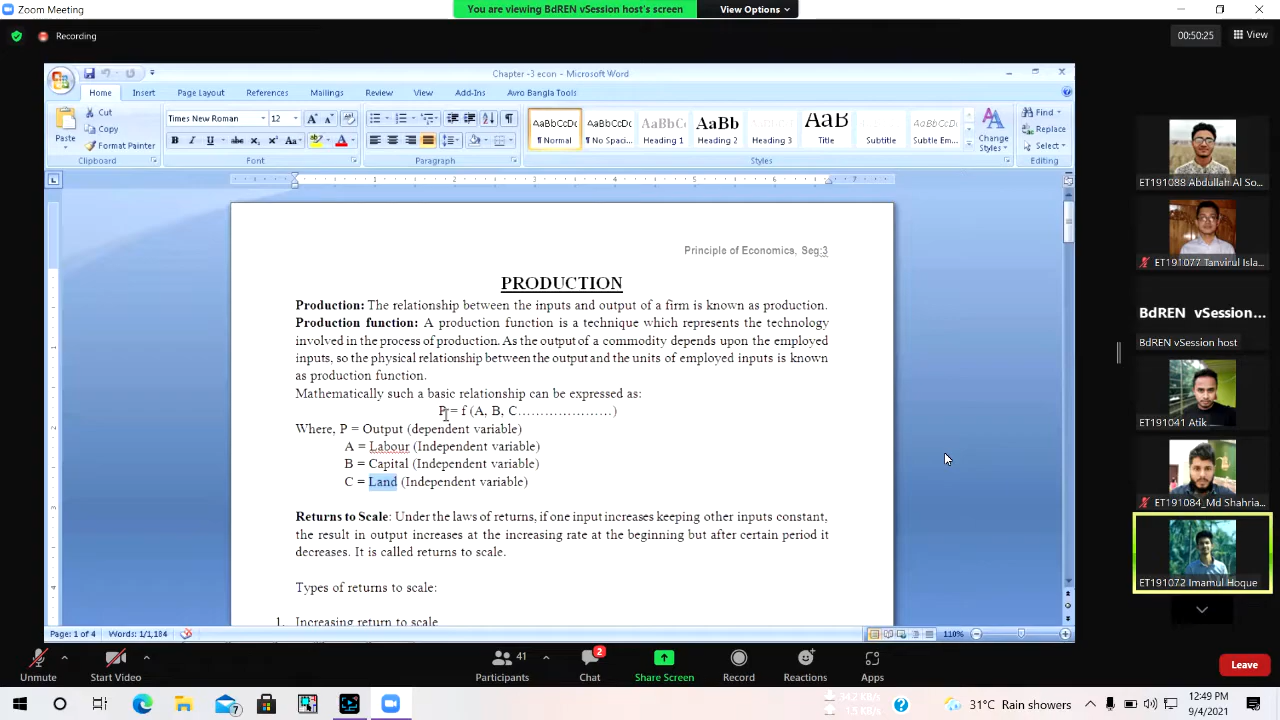 Zoom Meeting
You are viewing BdREN vSession host's screen
View Options
Recording
00:50:25
View
Chapter -3 econ - Microsoft Word
Home Insert Page Layout References Mailings Review View Add-Ins Avro Bangla Tools
Paste
Cut
Copy
Format Painter
Clipboard
Times New Roman 12
Font
Paragraph
AaBbCcDc AaBbCcDc AaBbCc AaBb AaBbCcD AaB AaBbCcD AaBbCcD
¶ Normal ¶ No Spaci... Heading 1 Heading 2 Heading 3 Title Subtitle Subtle Em...
Styles
Change Styles
Find
Replace
Select
Editing
Principle of Economics, Seg:3
PRODUCTION
Production: The relationship between the inputs and output of a firm is known as production.
Production function: A production function is a technique which represents the technology
involved in the process of production. As the output of a commodity depends upon the employed
inputs, so the physical relationship between the output and the units of employed inputs is known
as production function.
Mathematically such a basic relationship can be expressed as:
P = f (A, B, C…………………)
Where, P = Output (dependent variable)
A = Labour (Independent variable)
B = Capital (Independent variable)
C = Land (Independent variable)
Returns to Scale: Under the laws of returns, if one input increases keeping other inputs constant,
the result in output increases at the increasing rate at the beginning but after certain period it
decreases. It is called returns to scale.
Types of returns to scale:
1. Increasing return to scale
Page: 1 of 4 Words: 1/1,184
110%
ET191088 Abdullah Al So...
ET191077 Tanvirul Isla...
BdREN vSession...
BdREN vSession host
ET191041 Atik
ET191084_Md Shahria...
ET191072 Imamul Hoque
Unmute
Start Video
41
Participants
2
Chat
Share Screen
Record
Reactions
Apps
Leave
7
31°C Rain showers
12:49 PM
9/4/2021